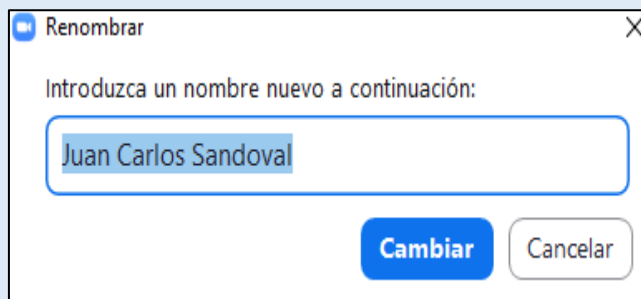 Renombrar
Introduzca un nombre nuevo a continuación:
Juan Carlos Sandoval
Cambiar Cancelar